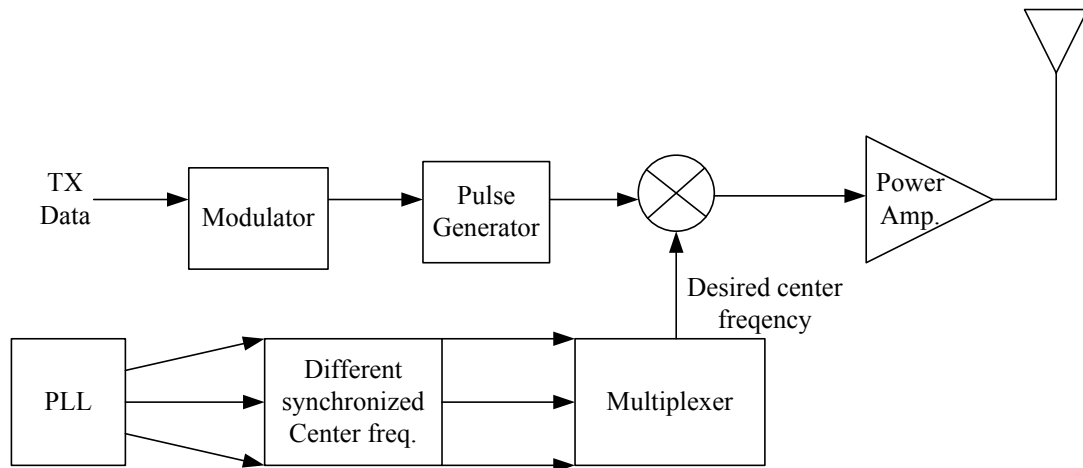 TX
Data
Modulator
Pulse
Generator
Power
Amp.
Desired center
freqency
PLL
Different
synchronized
Center freq.
Multiplexer